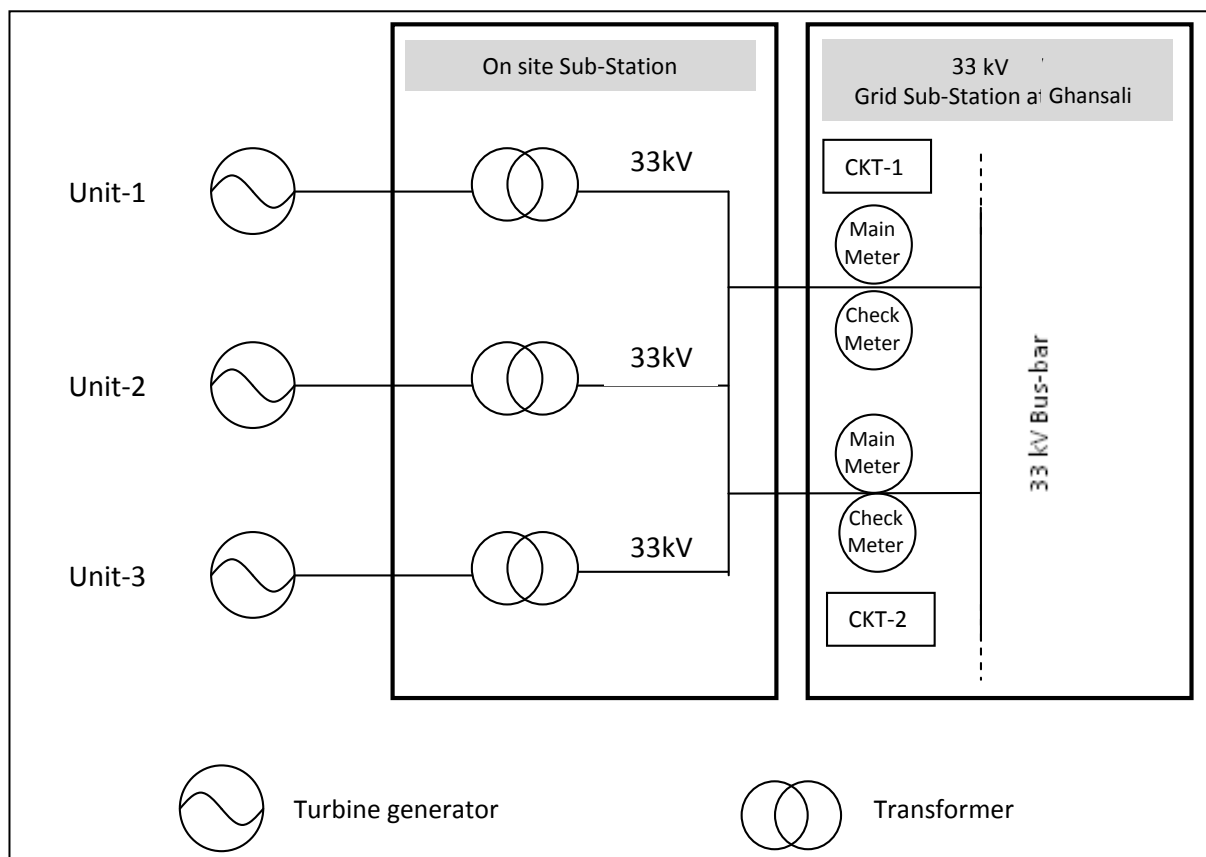 On site Sub-Station
33 kV
Grid Sub-Station at Ghansali
Unit-1
33kV
CKT-1
Main
Meter
Check
Meter
Unit-2
33kV
33 kV Bus-bar
Main
Meter
Check
Meter
Unit-3
33kV
CKT-2
Turbine generator
Transformer